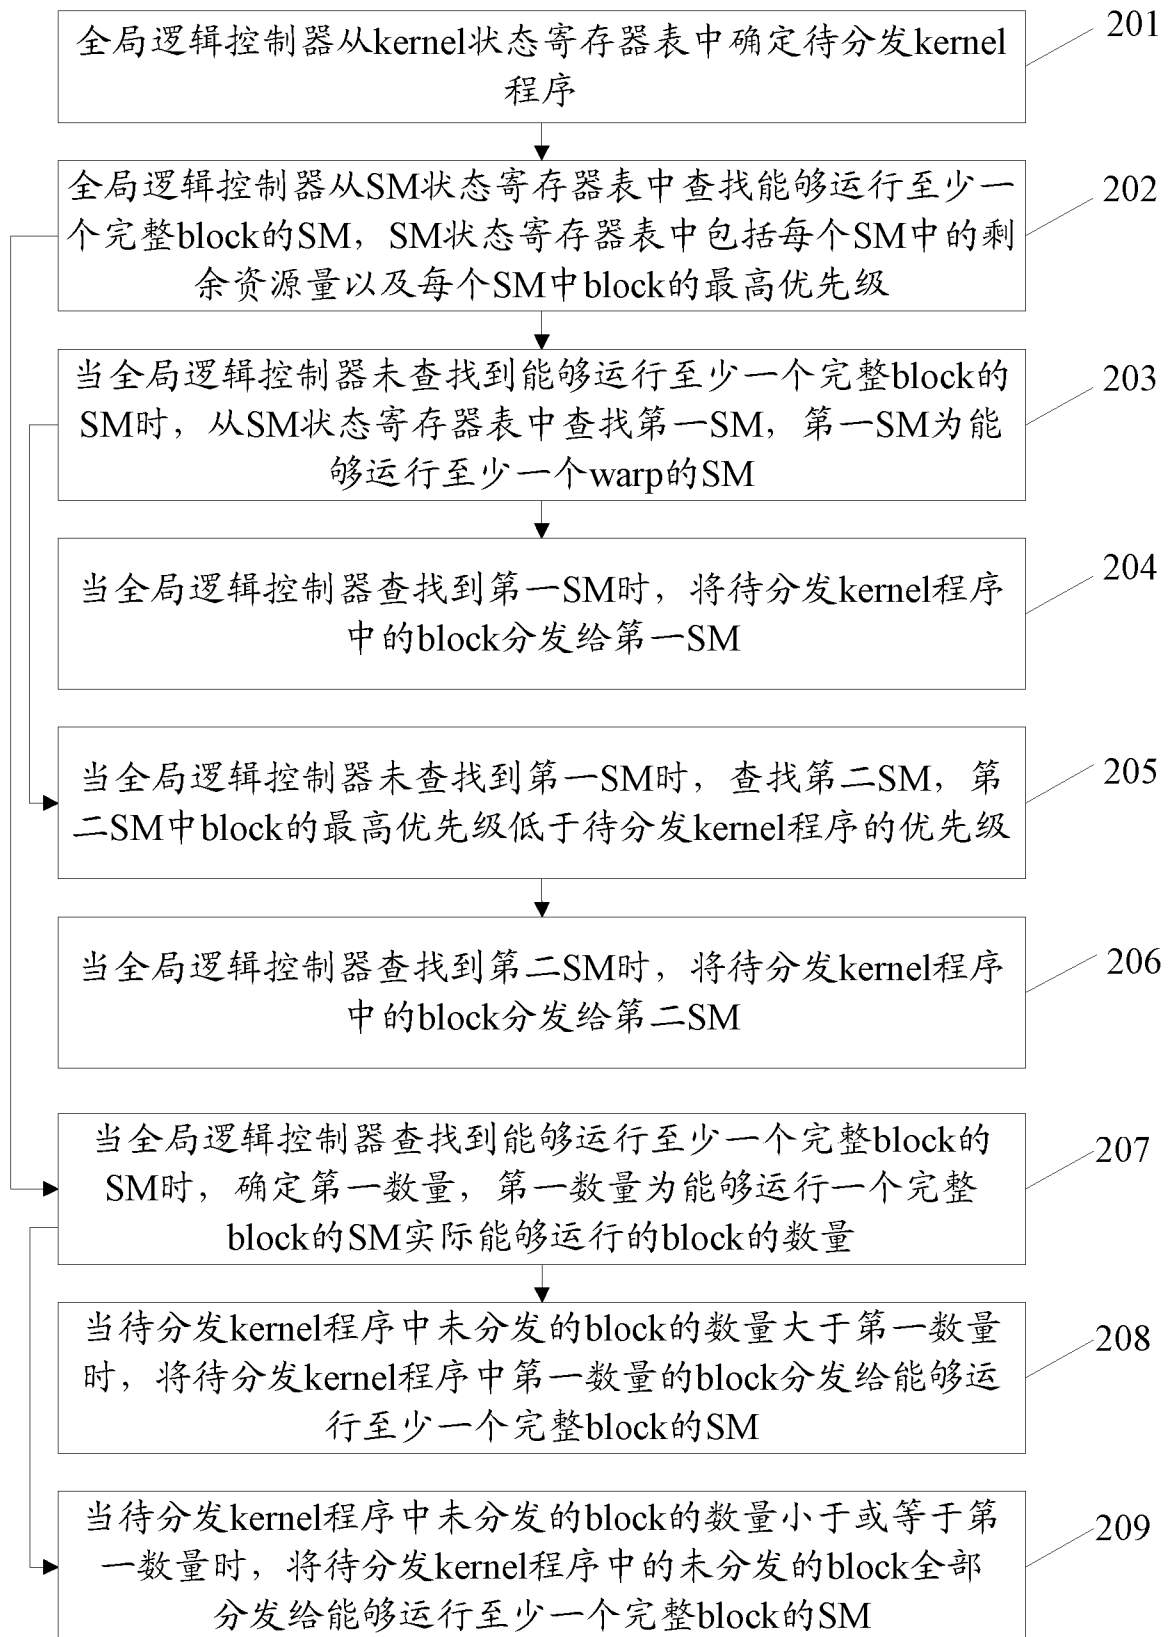 全局逻辑控制器从kernel状态寄存器表中确定待分发kernel
程序
201
全局逻辑控制器从SM状态寄存器表中查找能够运行至少一
个完整block的SM，SM状态寄存器表中包括每个SM中的剩
余资源量以及每个SM中block的最高优先级
202
当全局逻辑控制器未查找到能够运行至少一个完整block的
SM时，从SM状态寄存器表中查找第一SM，第一SM为能
够运行至少一个warp的SM
203
当全局逻辑控制器查找到第一SM时，将待分发kernel程序
中的block分发给第一SM
204
当全局逻辑控制器未查找到第一SM时，查找第二SM，第
二SM中block的最高优先级低于待分发kernel程序的优先级
205
当全局逻辑控制器查找到第二SM时，将待分发kernel程序
中的block分发给第二SM
206
当全局逻辑控制器查找到能够运行至少一个完整block的
SM时，确定第一数量，第一数量为能够运行一个完整
block的SM实际能够运行的block的数量
207
当待分发kernel程序中未分发的block的数量大于第一数量
时，将待分发kernel程序中第一数量的block分发给能够运
行至少一个完整block的SM
208
当待分发kernel程序中未分发的block的数量小于或等于第
一数量时，将待分发kernel程序中的未分发的block全部
分发给能够运行至少一个完整block的SM
209